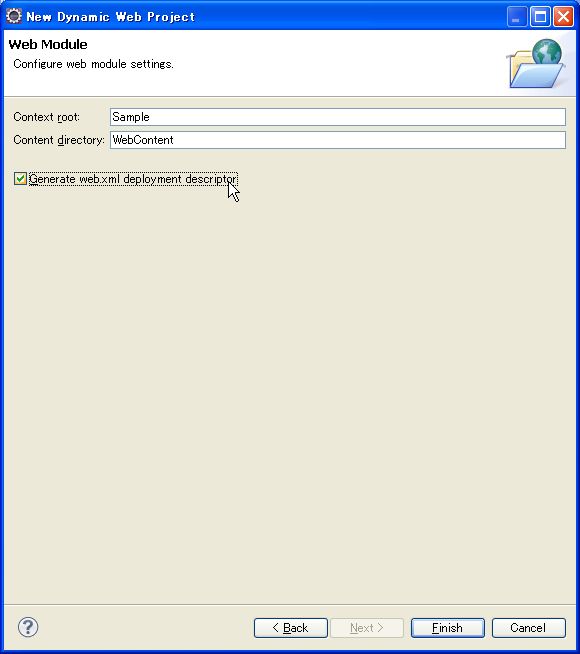 New Dynamic Web Project
Web Module
Configure web module settings.
Context root: Sample
Content directory: WebContent
Generate web.xml deployment descriptor
? < Back Next > Finish Cancel